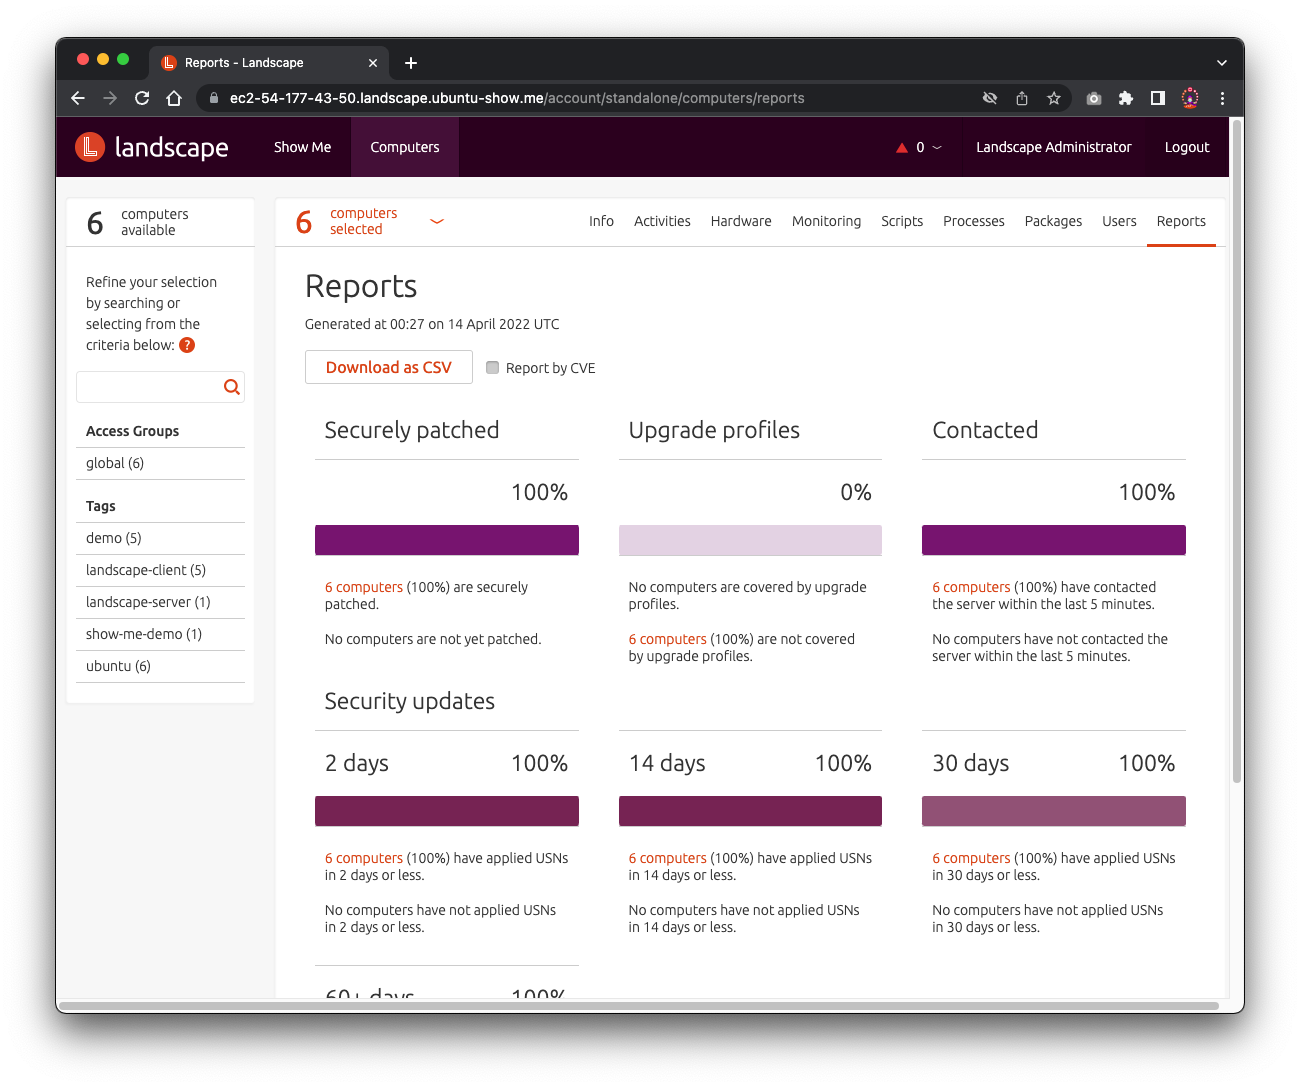 Reports - Landscape
ec2-54-177-43-50.landscape.ubuntu-show.me/account/standalone/computers/reports
landscape
Show Me
Computers
0
Landscape Administrator
Logout
6
computers
available
Refine your selection
by searching or
selecting from the
criteria below: ?
Access Groups
global (6)
Tags
demo (5)
landscape-client (5)
landscape-server (1)
show-me-demo (1)
ubuntu (6)
6
computers
selected
Info
Activities
Hardware
Monitoring
Scripts
Processes
Packages
Users
Reports
Reports
Generated at 00:27 on 14 April 2022 UTC
Download as CSV
Report by CVE
Securely patched
100%
6 computers (100%) are securely
patched.
No computers are not yet patched.
Upgrade profiles
0%
No computers are covered by upgrade
profiles.
6 computers (100%) are not covered
by upgrade profiles.
Contacted
100%
6 computers (100%) have contacted
the server within the last 5 minutes.
No computers have not contacted the
server within the last 5 minutes.
Security updates
2 days 100%
6 computers (100%) have applied USNs
in 2 days or less.
No computers have not applied USNs
in 2 days or less.
14 days 100%
6 computers (100%) have applied USNs
in 14 days or less.
No computers have not applied USNs
in 14 days or less.
30 days 100%
6 computers (100%) have applied USNs
in 30 days or less.
No computers have not applied USNs
in 30 days or less.
60+ days 100%